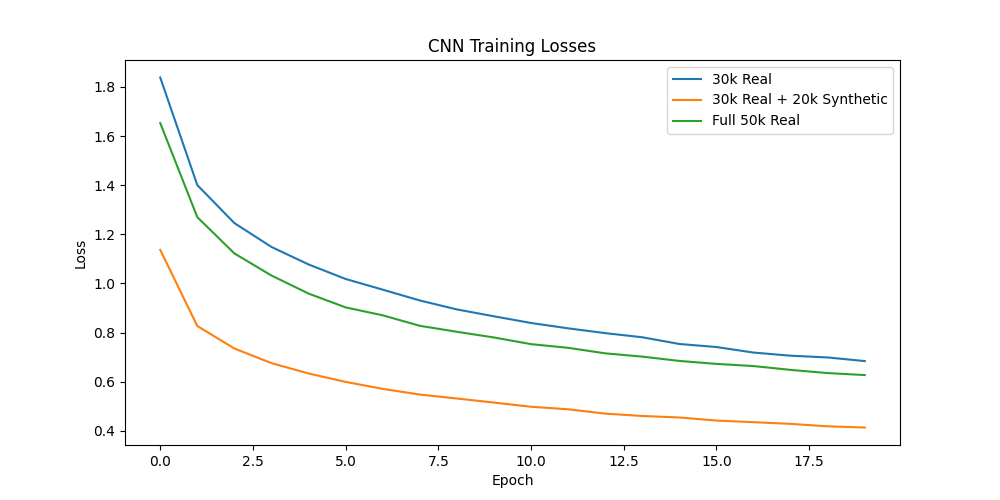 CNN Training Losses
30k Real
30k Real + 20k Synthetic
Full 50k Real
1.8
1.6
1.4
1.2
1.0
0.8
0.6
0.4
Loss
0.0 2.5 5.0 7.5 10.0 12.5 15.0 17.5
Epoch